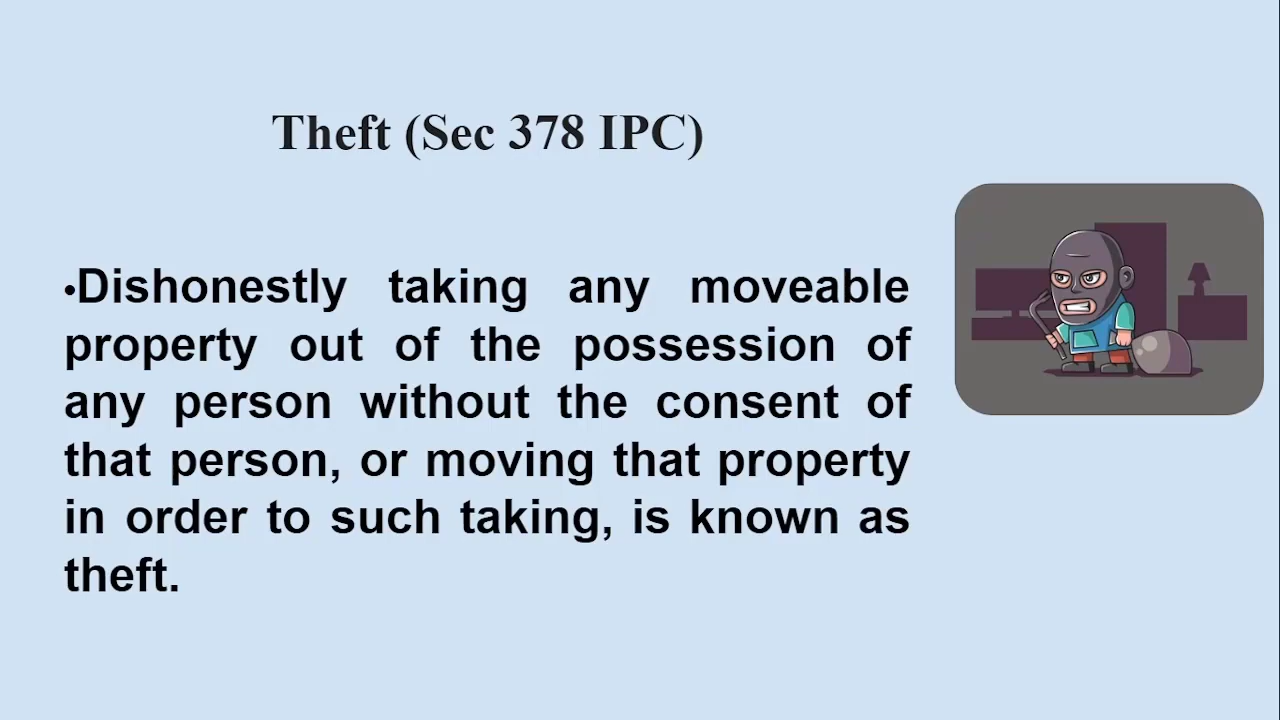 Theft (Sec 378 IPC)
•Dishonestly taking any moveable
property out of the possession of
any person without the consent of
that person, or moving that property
in order to such taking, is known as
theft.